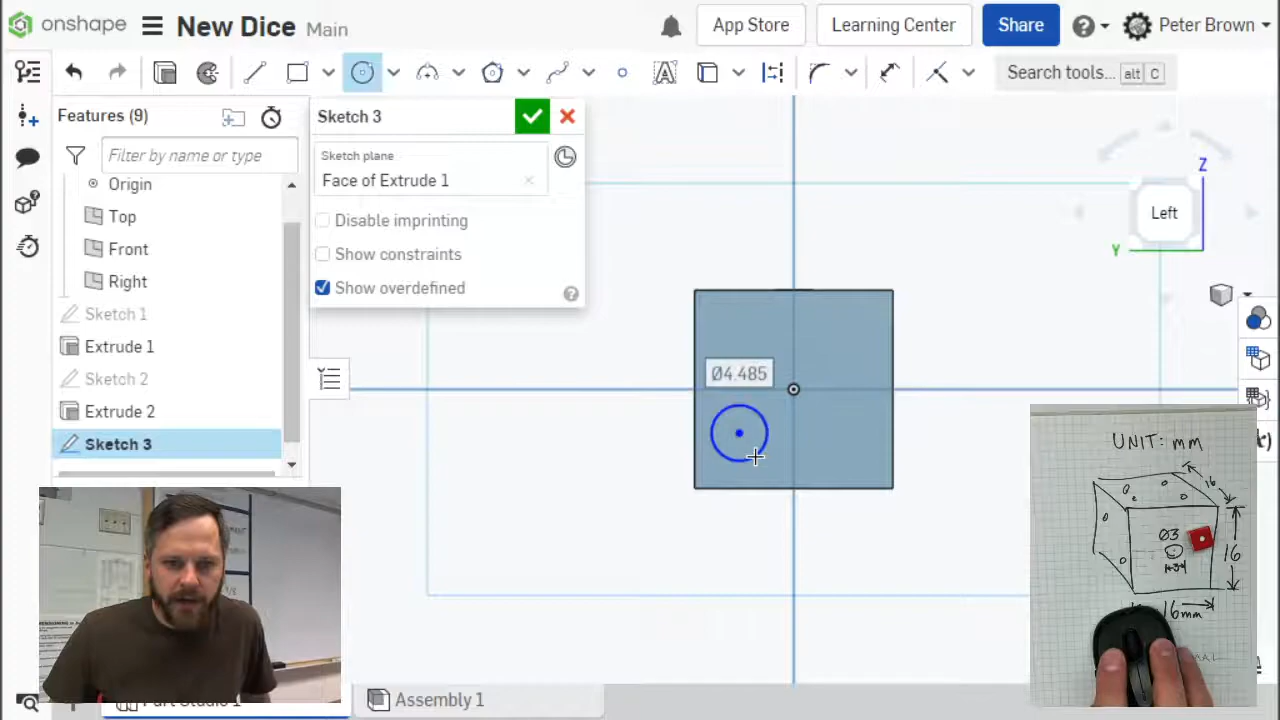 onshape
New Dice Main
App Store
Learning Center
Share
Peter Brown
Search tools... alt C
Features (9)
Filter by name or type
Origin
Top
Front
Right
Sketch 1
Extrude 1
Sketch 2
Extrude 2
Sketch 3
Sketch 3
Sketch plane
Face of Extrude 1
Disable imprinting
Show constraints
Show overdefined
Ø4.485
Z
Left
Y
UNIT: mm
16
Ø3
16
16mm
Assembly 1